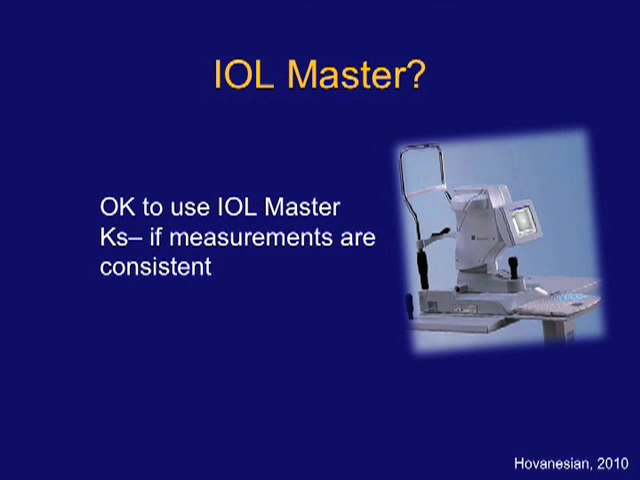 IOL Master?
OK to use IOL Master
Ks– if measurements are
consistent
Hovanesian, 2010